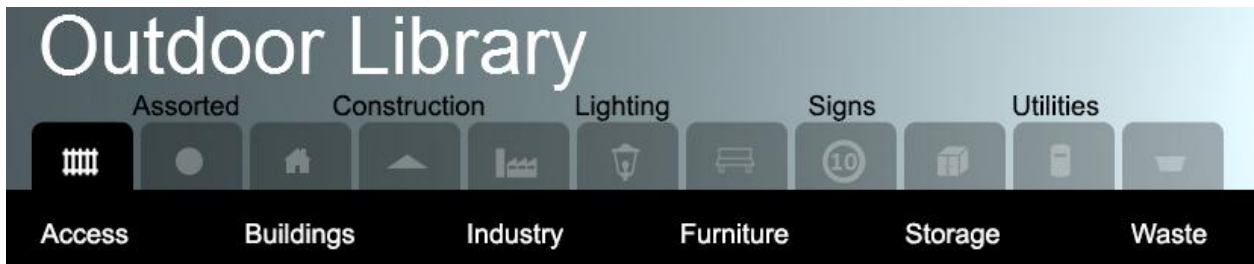 Outdoor Library
Assorted Construction Lighting Signs Utilities
10
Access Buildings Industry Furniture Storage Waste